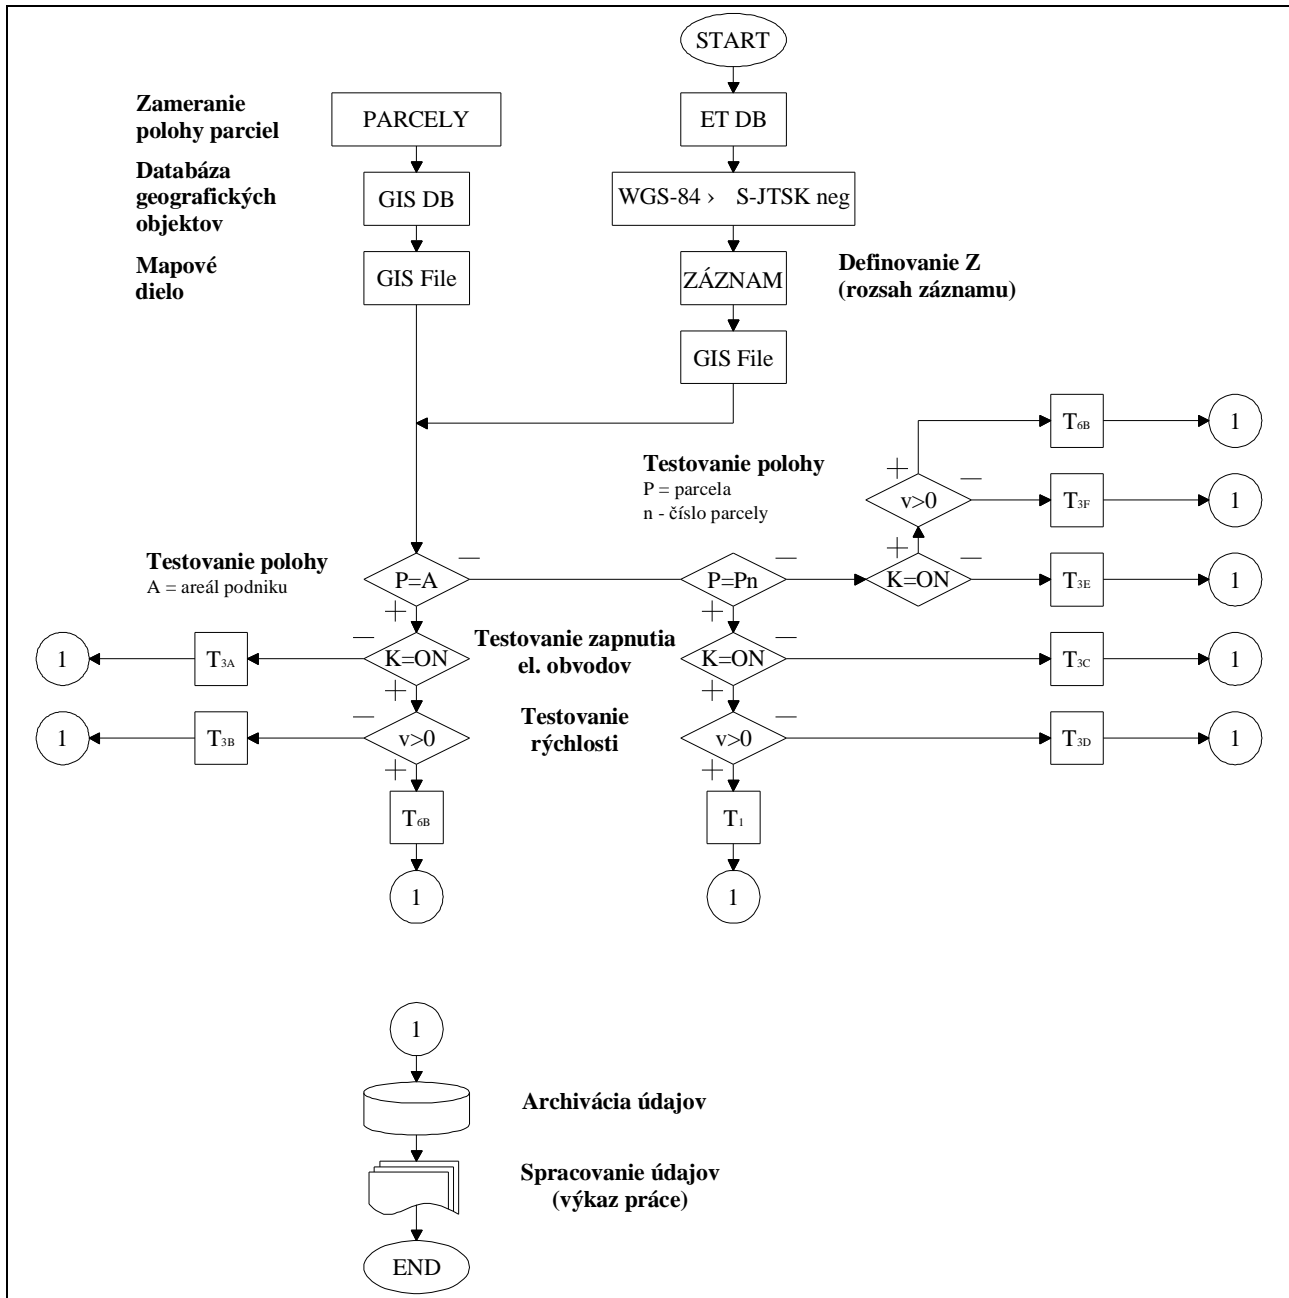 START
Zameranie
polohy parciel
PARCELY
ET DB
Databáza
geografických
objektov
GIS DB
WGS-84 › S-JTSK neg
Mapové
dielo
GIS File
ZÁZNAM
Definovanie Z
(rozsah záznamu)
GIS File
+
T6B
1
Testovanie polohy
P = parcela
n - číslo parcely
v>0
—
T3F
1
Testovanie polohy
A = areál podniku
P=A
—
+
P=Pn
—
+
K=ON
+
—
T3E
1
1
T3A
—
K=ON
+
Testovanie zapnutia
el. obvodov
K=ON
—
+
T3C
1
1
T3B
—
v>0
+
Testovanie
rýchlosti
v>0
—
+
T3D
1
T6B
T1
1
1
1
Archivácia údajov
Spracovanie údajov
(výkaz práce)
END